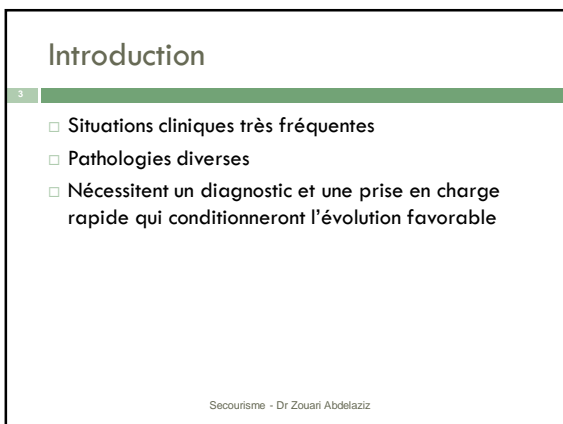 Introduction
3
Situations cliniques très fréquentes
Pathologies diverses
Nécessitent un diagnostic et une prise en charge
rapide qui conditionneront l’évolution favorable
Secourisme - Dr Zouari Abdelaziz